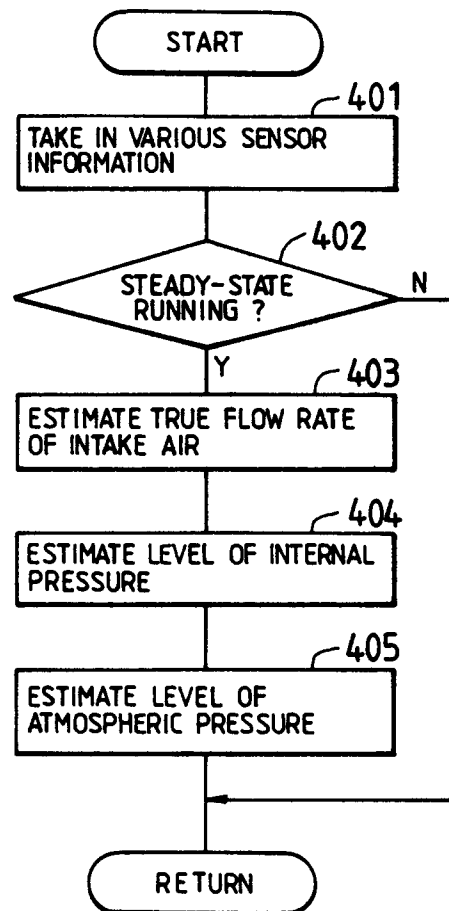 START
401
TAKE IN VARIOUS SENSOR
INFORMATION
402
STEADY-STATE
RUNNING ?
N
Y
403
ESTIMATE TRUE FLOW RATE
OF INTAKE AIR
404
ESTIMATE LEVEL OF INTERNAL
PRESSURE
405
ESTIMATE LEVEL OF
ATMOSPHERIC PRESSURE
RETURN